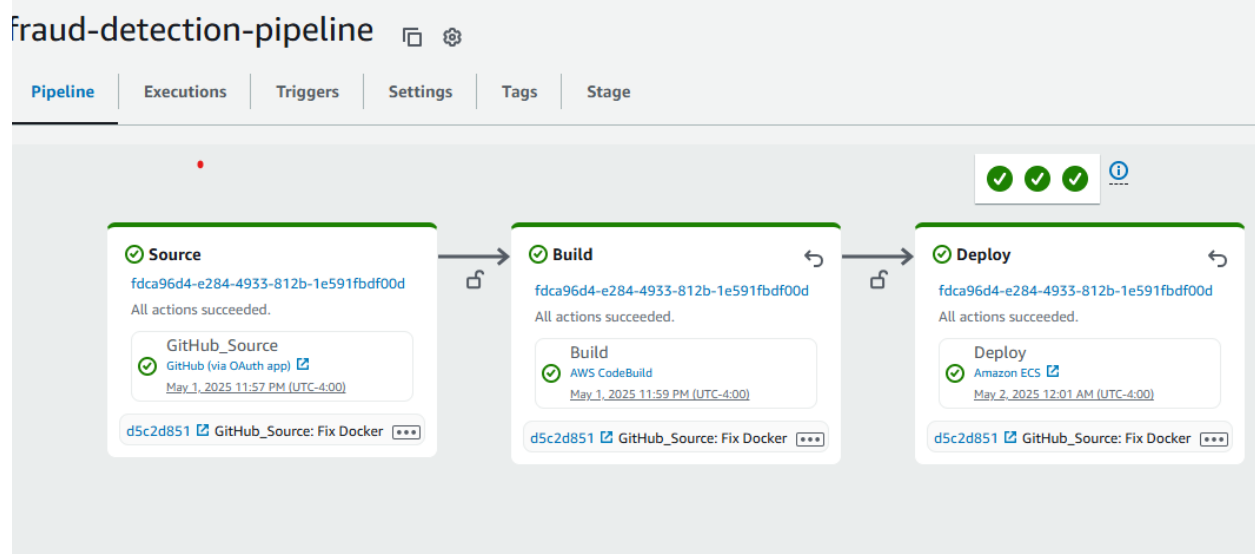 fraud-detection-pipeline
Pipeline Executions Triggers Settings Tags Stage
Source
fdca96d4-e284-4933-812b-1e591fbdf00d
All actions succeeded.
GitHub_Source
GitHub (via OAuth app)
May 1, 2025 11:57 PM (UTC-4:00)
d5c2d851 GitHub_Source: Fix Docker
Build
fdca96d4-e284-4933-812b-1e591fbdf00d
All actions succeeded.
Build
AWS CodeBuild
May 1, 2025 11:59 PM (UTC-4:00)
d5c2d851 GitHub_Source: Fix Docker
Deploy
fdca96d4-e284-4933-812b-1e591fbdf00d
All actions succeeded.
Deploy
Amazon ECS
May 2, 2025 12:01 AM (UTC-4:00)
d5c2d851 GitHub_Source: Fix Docker